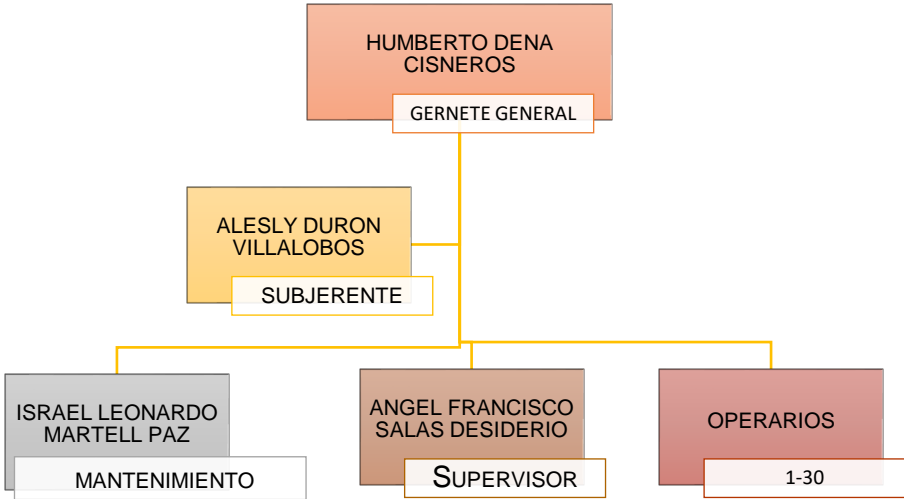 HUMBERTO DENA
CISNEROS
GERNETE GENERAL
ALESLY DURON
VILLALOBOS
SUBJERENTE
ISRAEL LEONARDO
MARTELL PAZ
MANTENIMIENTO
ANGEL FRANCISCO
SALAS DESIDERIO
SUPERVISOR
OPERARIOS
1-30